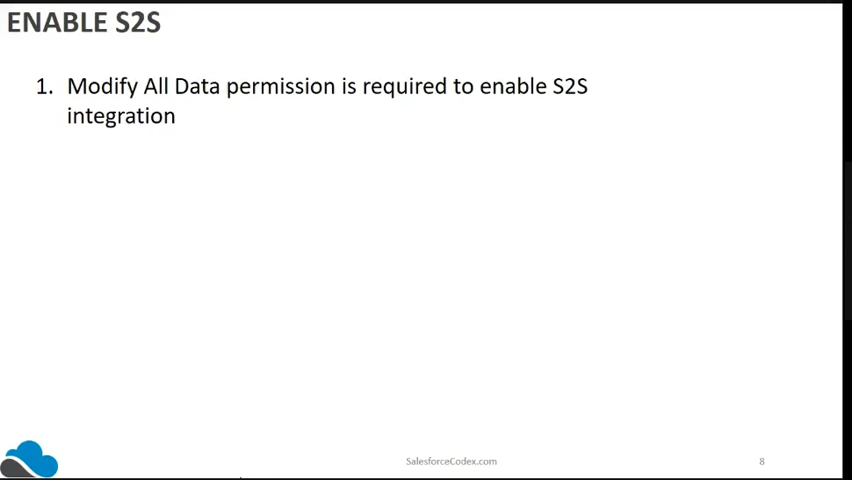 ENABLE S2S
1. Modify All Data permission is required to enable S2S
integration
SalesforceCodex.com
8